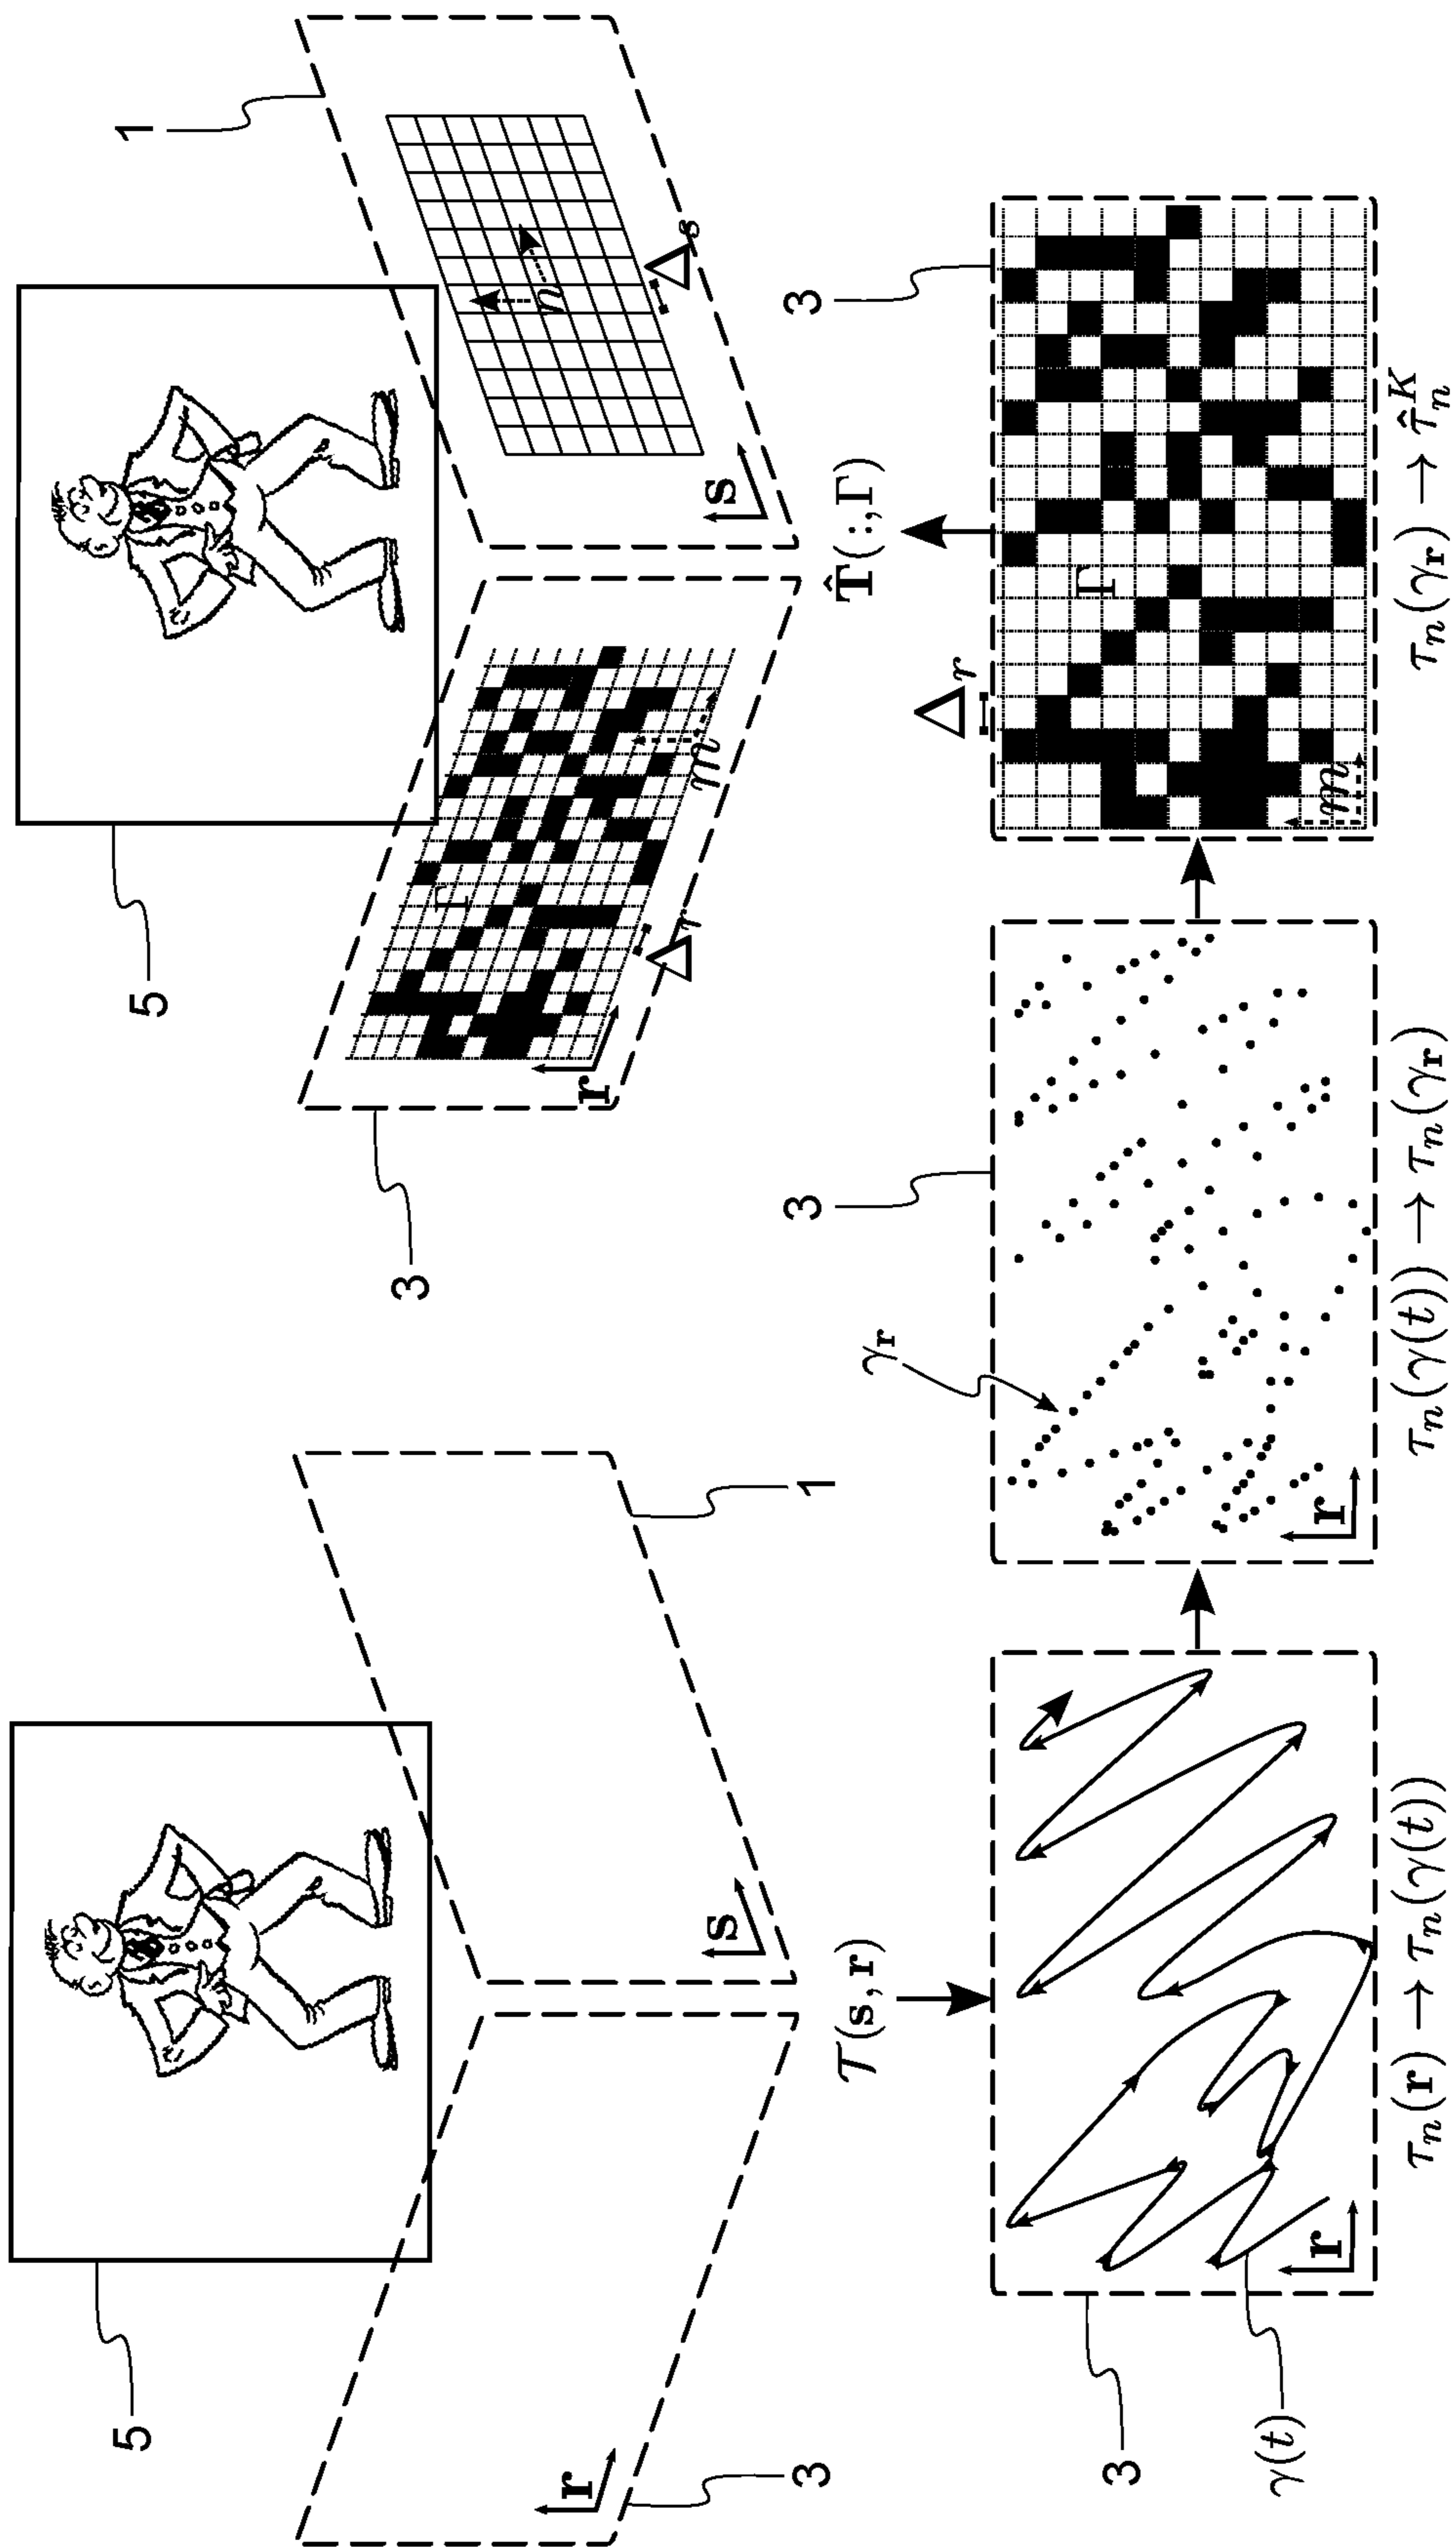 5
5
1
3
r
s
1
3
r
s
Γ
m
n
Δr
Δs
𝒯(s,r)
T̂(:,Γ)
3
γ(t)
r
τₙ(r) → τₙ(γ(t))
3
γᵣ
r
τₙ(γ(t)) → τₙ(γᵣ)
3
Δr
Γ
m
τₙ(γᵣ) → τ̂ₙᴷ